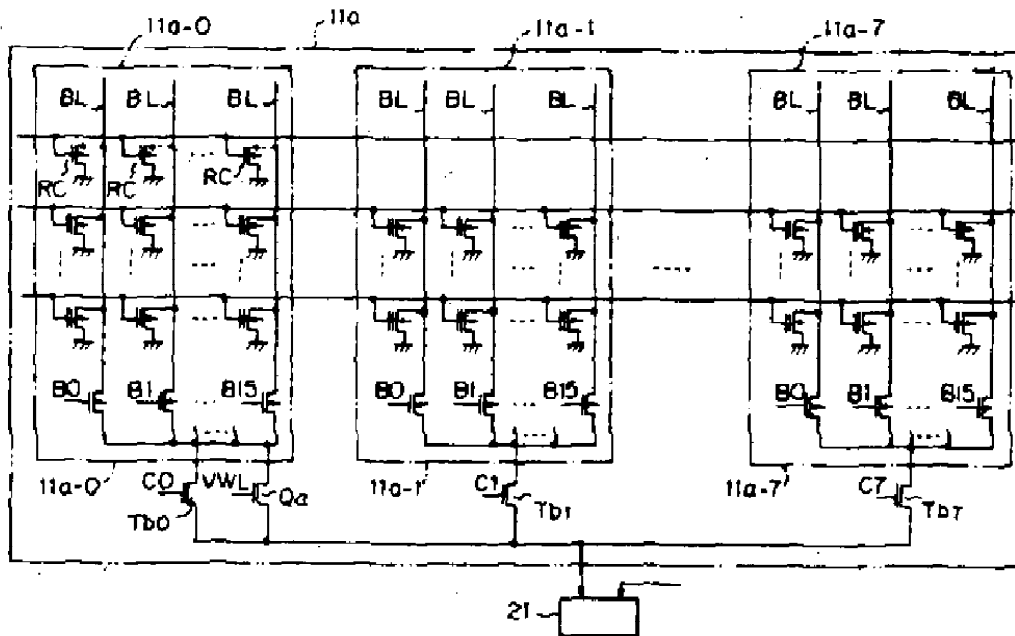 11a-0
11a
11a-1
11a-7
BL BL BL
BL BL BL
BL BL BL
RC RC RC
B0 B1 B15
B0 B1 B15
B0 B1 B15
11a-0
C0 VWL
Qa
Tb0
11a-1
C1
Tb1
11a-7
C7
Tb7
21